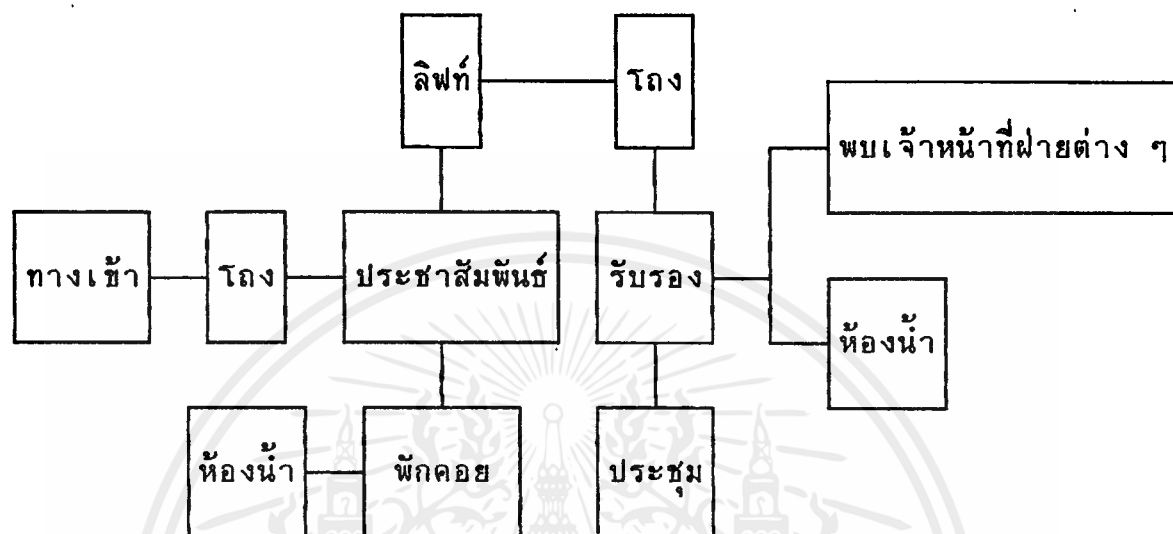 ลิฟท์
โถง
พบเจ้าหน้าที่ฝ่ายต่าง ๆ
ทางเข้า
โถง
ประชาสัมพันธ์
รับรอง
ห้องน้ำ
ห้องน้ำ
พักคอย
ประชุม